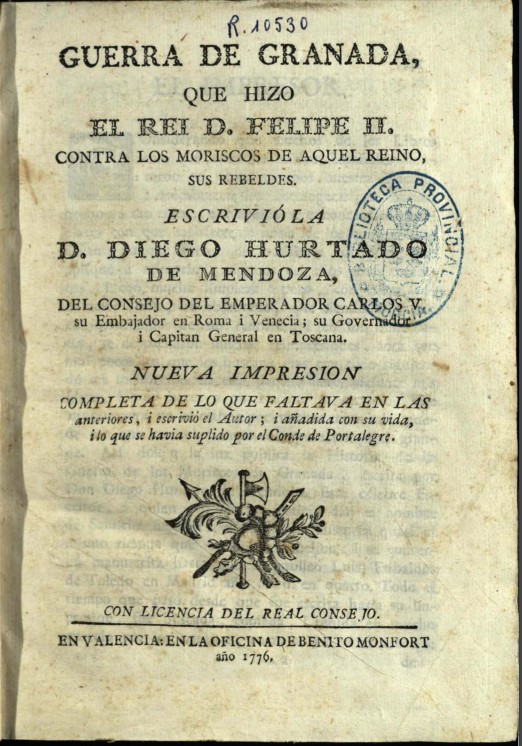 R. 10530
GUERRA DE GRANADA,
QUE HIZO
EL REI D. FELIPE II.
CONTRA LOS MORISCOS DE AQUEL REINO,
SUS REBELDES.
ESCRIVIÓLA
D. DIEGO HURTADO
DE MENDOZA,
DEL CONSEJO DEL EMPERADOR CARLOS V.
su Embajador en Roma i Venecia; su Governador
i Capitan General en Toscana.
BIBLIOTECA PROVINCIAL
MURCIA
NUEVA IMPRESION
COMPLETA DE LO QUE FALTAVA EN LAS
anteriores, i escrivió el Autor; i añadida con su vida,
i lo que se havia suplido por el Conde de Portalegre.
CON LICENCIA DEL REAL CONSEJO.
EN VALENCIA: EN LA OFICINA DE BENITO MONFORT
año 1776.